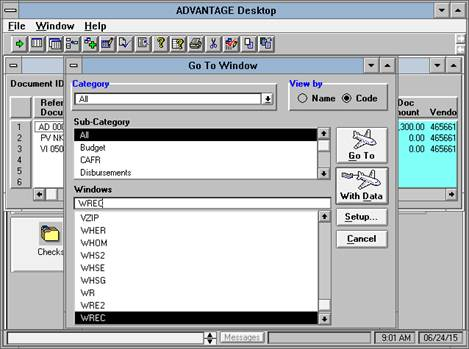 ADVANTAGE Desktop
File Window Help
Go To Window
Document ID
Category
All
View by
Name Code
Sub-Category
All
Budget
CAFR
Disbursements
Windows
WREC
VZIP
WHER
WHOM
WHS2
WHSE
WHSG
WR
WRE2
WREC
Go To
With Data
Setup...
Cancel
Refer Doc
Docum ount Vendo
1 AD 000 ,300.00 465661
2 PV NK 0.00 465661
3 VI 050 0.00 465661
4
5
6
Checks
Messages 9:01 AM 06/24/15